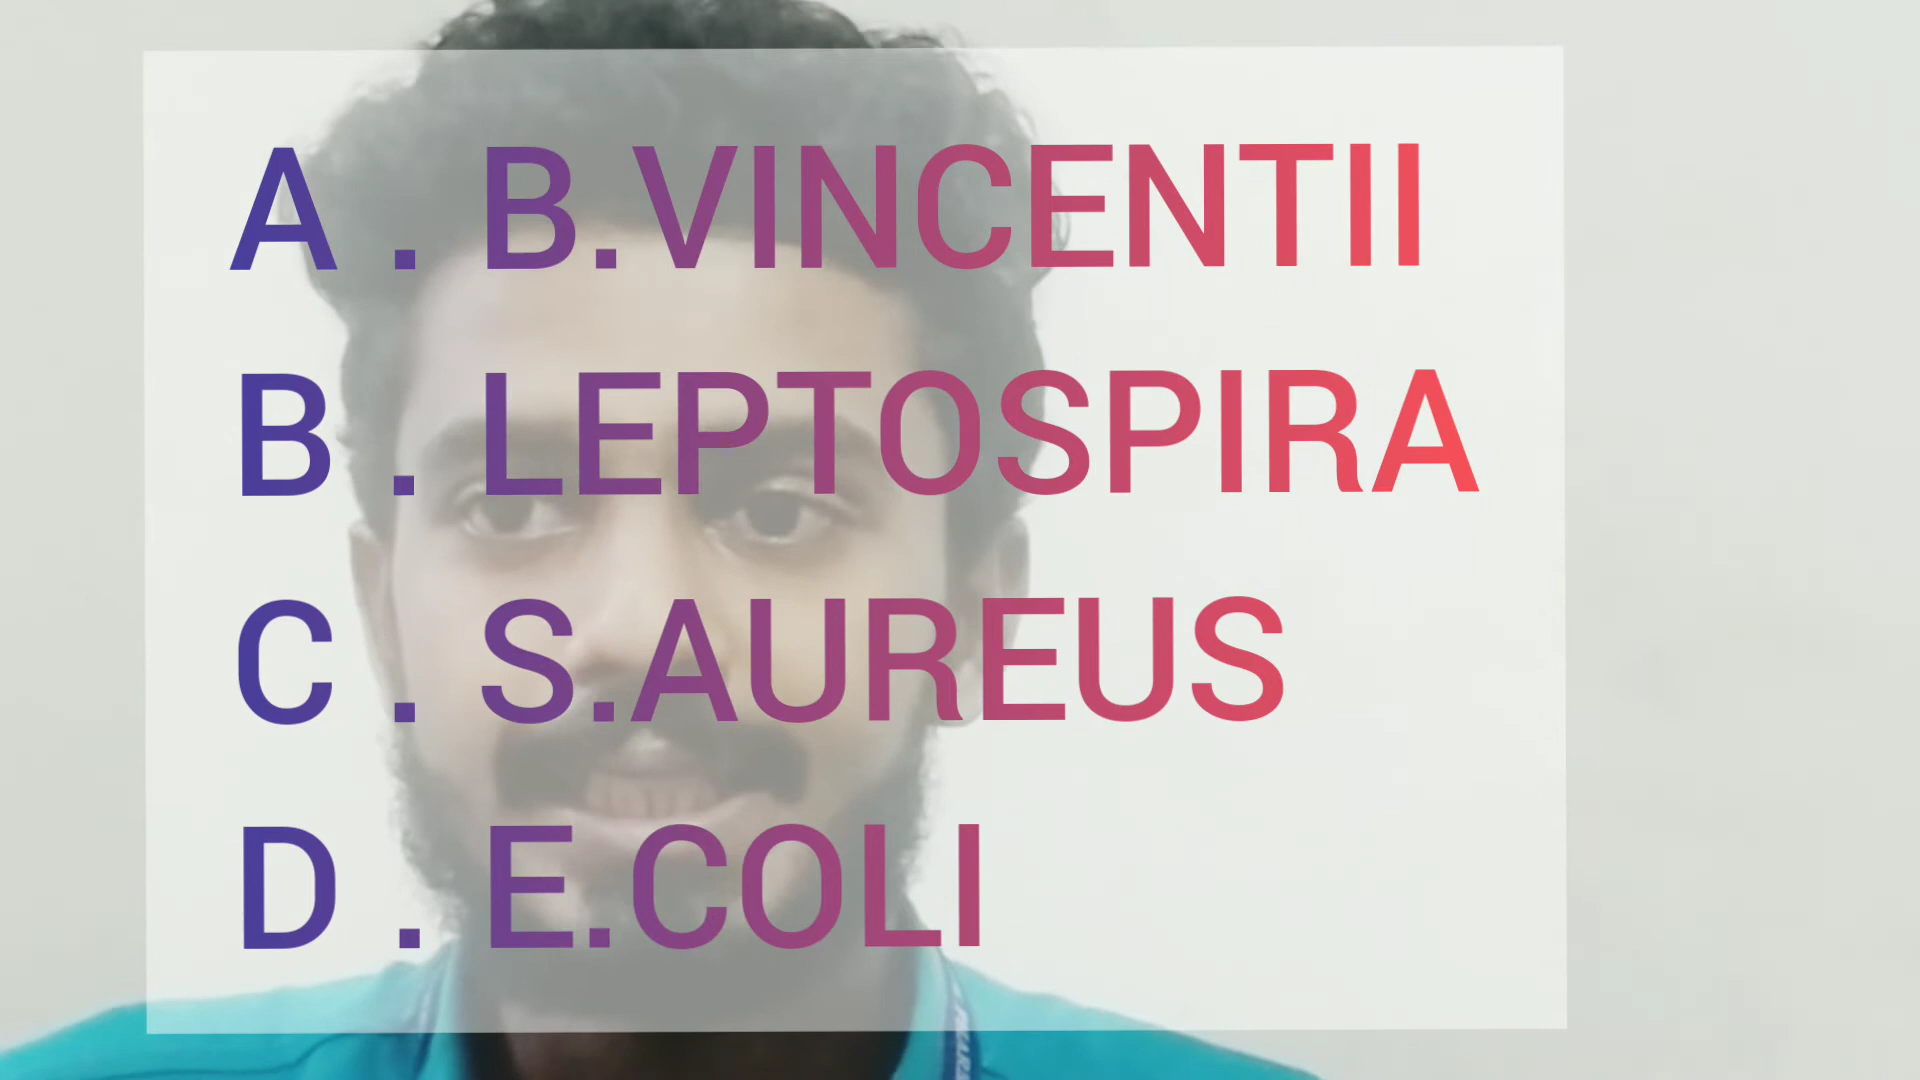 A . B.VINCENTII
B . LEPTOSPIRA
C . S.AUREUS
D . E.COLI